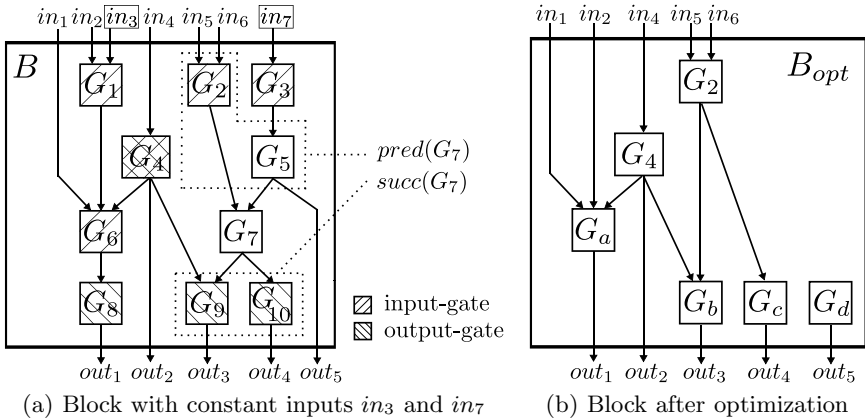 in1 in2 in3 in4 in5 in6 in7
B
G1 G2 G3
G4 G5
pred(G7)
succ(G7)
G6 G7
G8 G9 G10
input-gate
output-gate
out1 out2 out3 out4 out5
(a) Block with constant inputs in3 and in7
in1 in2 in4 in5 in6
Bopt
G2
G4
Ga
Gb Gc Gd
out1 out2 out3 out4 out5
(b) Block after optimization